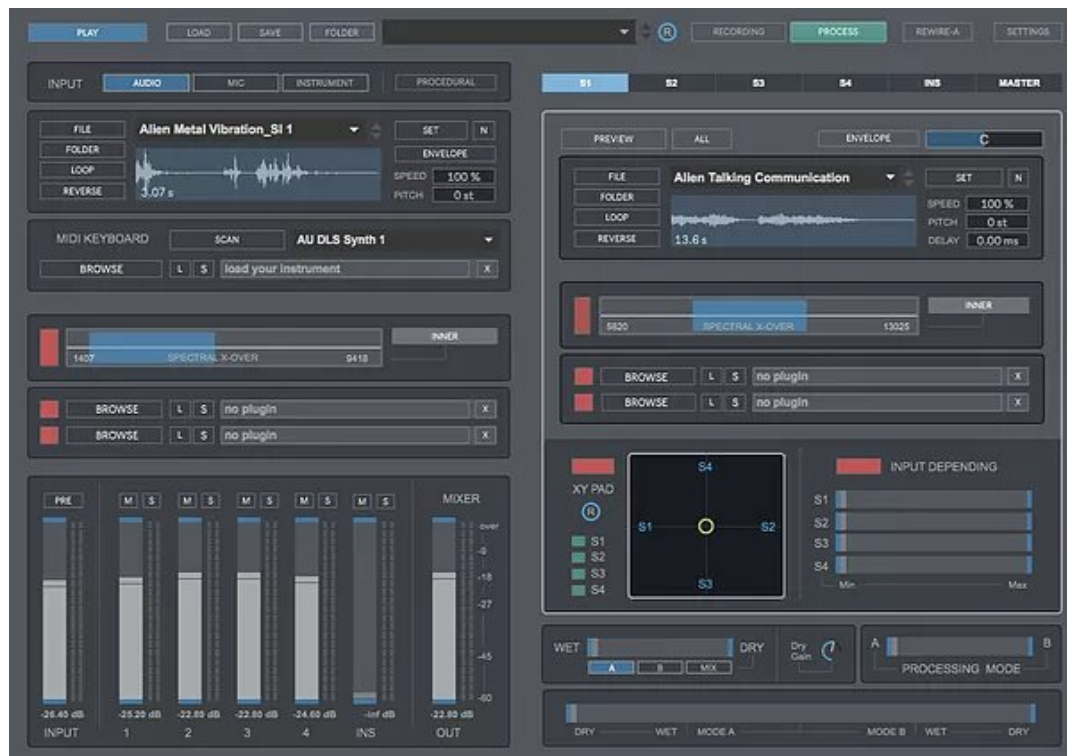 PLAY LOAD SAVE FOLDER R RECORDING PROCESS REWIRE-A SETTINGS
INPUT AUDIO MIC INSTRUMENT PROCEDURAL
FILE Alien Metal Vibration_SI 1 SET N
FOLDER ENVELOPE
LOOP SPEED 100 %
REVERSE 3.07 s PITCH 0 st
MIDI KEYBOARD SCAN AU DLS Synth 1
BROWSE L S load your instrument X
INNER
1407 SPECTRAL X-OVER 9418
BROWSE L S no plugin X
BROWSE L S no plugin X
PRE M S M S M S M S M S MIXER
over
-9
-18
-27
-45
-60
-26.40 dB -25.20 dB -22.80 dB -22.80 dB -24.60 dB -inf dB -22.80 dB
INPUT 1 2 3 4 INS OUT
S1 S2 S3 S4 INS MASTER
PREVIEW ALL ENVELOPE C
FILE Alien Talking Communication SET N
FOLDER SPEED 100 %
LOOP PITCH 0 st
REVERSE 13.6 s DELAY 0.00 ms
INNER
5820 SPECTRAL X-OVER 13025
BROWSE L S no plugin X
BROWSE L S no plugin X
XY PAD
R
S1
S2
S3
S4
S4
S1 S2
S3
INPUT DEPENDING
S1
S2
S3
S4
Min Max
WET DRY Dry Gain
A B MIX
A B
PROCESSING MODE
DRY WET MODE A MODE B WET DRY